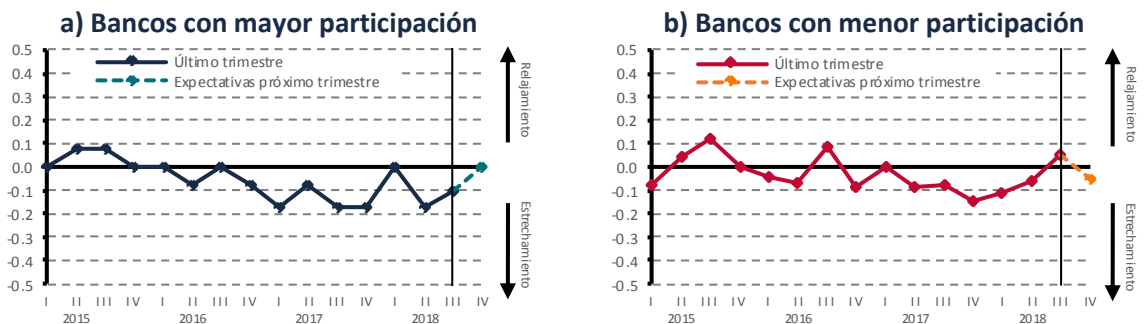 a) Bancos con mayor participación
0.5
0.4
0.3
0.2
0.1
0.0
-0.1
-0.2
-0.3
-0.4
-0.5
Último trimestre
Expectativas próximo trimestre
Relajamiento
Estrechamiento
I II III IV I II III IV I II III IV I II III IV
2015 2016 2017 2018
b) Bancos con menor participación
0.5
0.4
0.3
0.2
0.1
0.0
-0.1
-0.2
-0.3
-0.4
-0.5
Último trimestre
Expectativas próximo trimestre
Relajamiento
Estrechamiento
I II III IV I II III IV I II III IV I II III IV
2015 2016 2017 2018